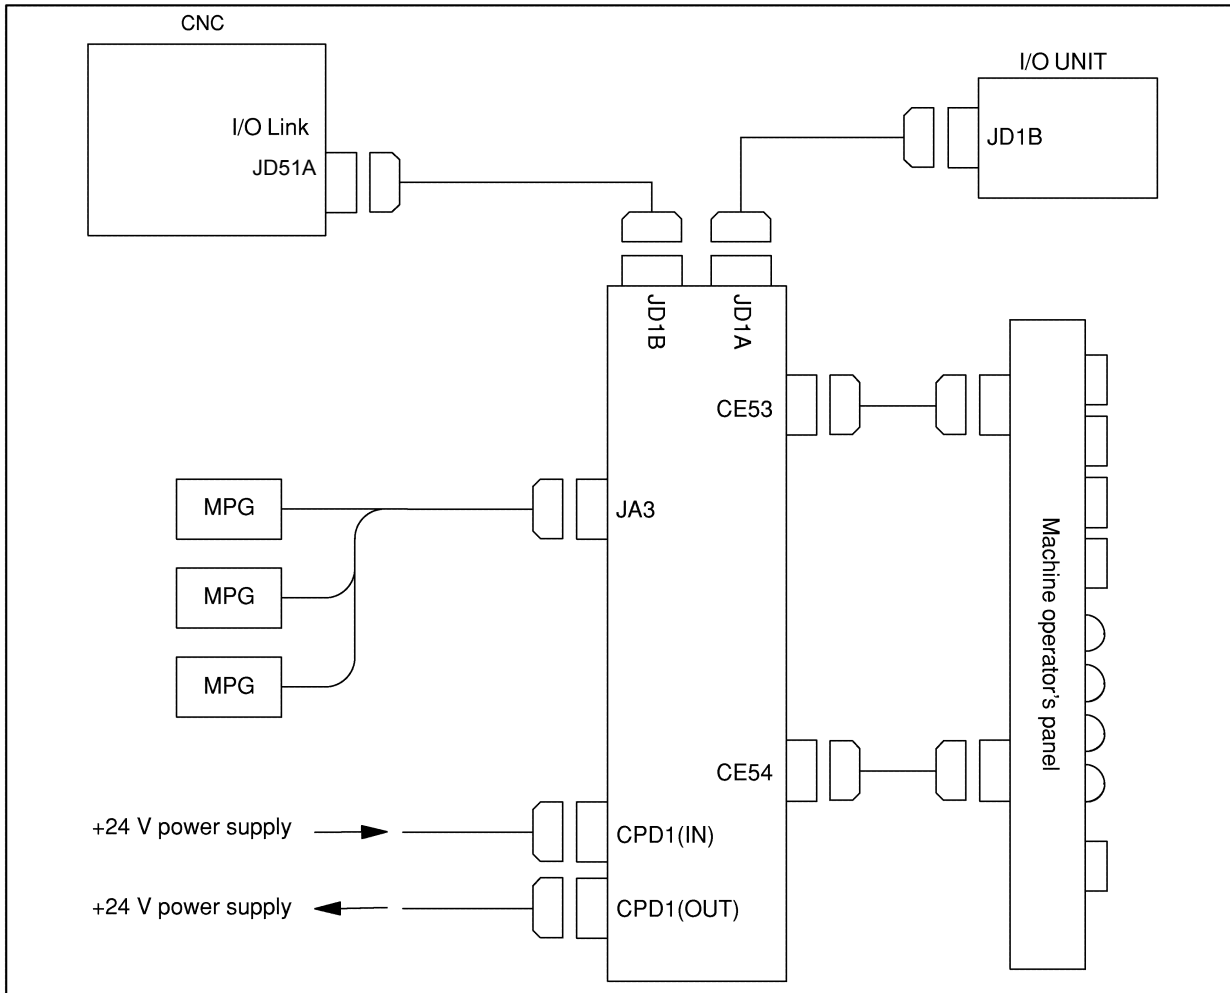 CNC
I/O UNIT
I/O Link
JD51A
JD1B
JD1B
JD1A
CE53
MPG
JA3
MPG
MPG
Machine operator's panel
CE54
+24 V power supply
CPD1(IN)
+24 V power supply
CPD1(OUT)